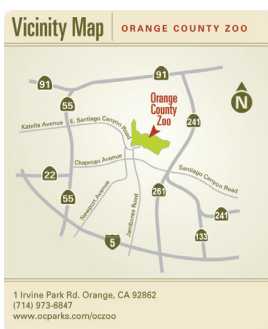 Vicinity Map
ORANGE COUNTY ZOO
91
91
55
Orange
County
Zoo
N
241
Katella Avenue
E. Santiago Canyon Road
Chapman Avenue
Santiago Canyon Road
22
55
Newport Avenue
Jamboree Road
261
241
133
5
1 Irvine Park Rd. Orange, CA 92862
(714) 973-6847
www.ocparks.com/oczoo